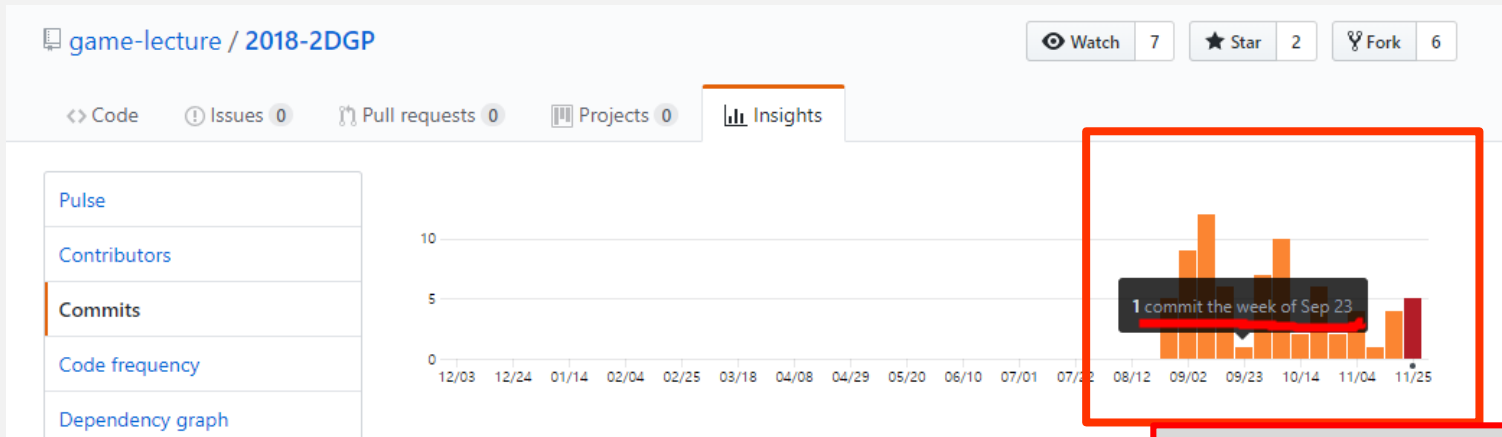 game-lecture / 2018-2DGP
Watch 7
Star 2
Fork 6
Code
Issues 0
Pull requests 0
Projects 0
Insights
Pulse
Contributors
Commits
Code frequency
Dependency graph
10
5
0
1 commit the week of Sep 23
12/03 12/24 01/14 02/04 02/25 03/18 04/08 04/29 05/20 06/10 07/01 07/22 08/12 09/02 09/23 10/14 11/04 11/25